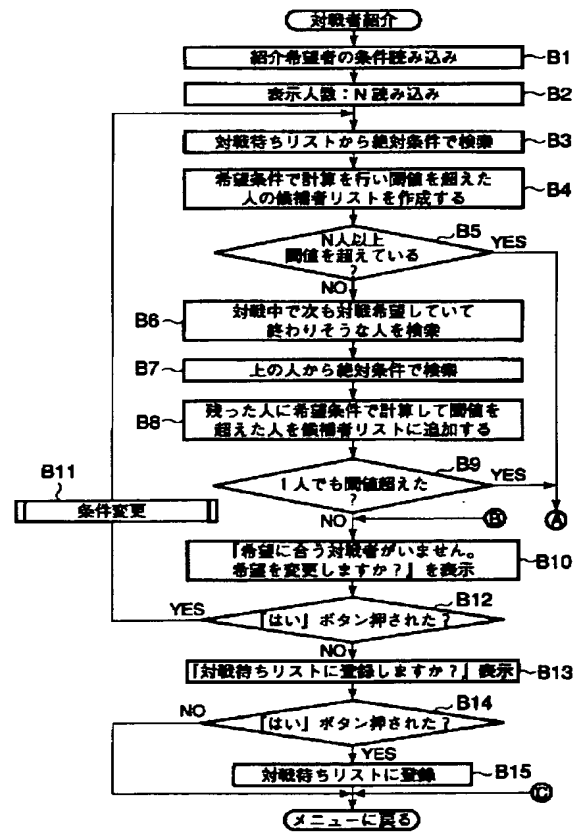 対戦者紹介
紹介希望者の条件読み込み
B1
表示人数：N 読み込み
B2
対戦待ちリストから絶対条件で検索
B3
希望条件で計算を行い閾値を超えた
人の候補者リストを作成する
B4
B5
N人以上
閾値を超えている
?
YES
NO
B6
対戦中で次も対戦希望していて
終わりそうな人を検索
B7
上の人から絶対条件で検索
B8
残った人に希望条件で計算して閾値を
超えた人を候補者リストに追加する
B9
1人でも閾値超えた
?
YES
NO
B11
条件変更
B
A
『希望に合う対戦者がいません。
希望を変更しますか？』を表示
B10
B12
YES
「はい」ボタン押された？
NO
『対戦待ちリストに登録しますか？』表示
B13
B14
NO
「はい」ボタン押された？
YES
対戦待ちリストに登録
B15
C
メニューに戻る